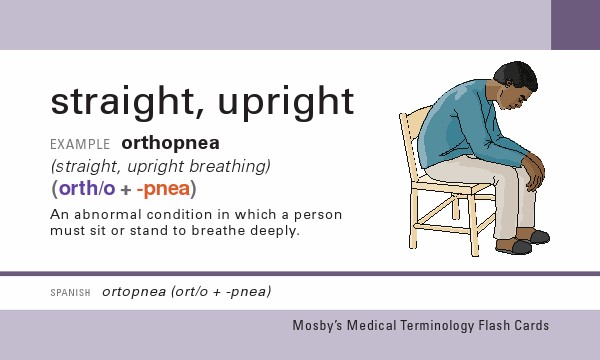 straight, upright
EXAMPLE orthopnea
(straight, upright breathing)
(orth/o + -pnea)
An abnormal condition in which a person
must sit or stand to breathe deeply.
SPANISH ortopnea (ort/o + -pnea)
Mosby's Medical Terminology Flash Cards